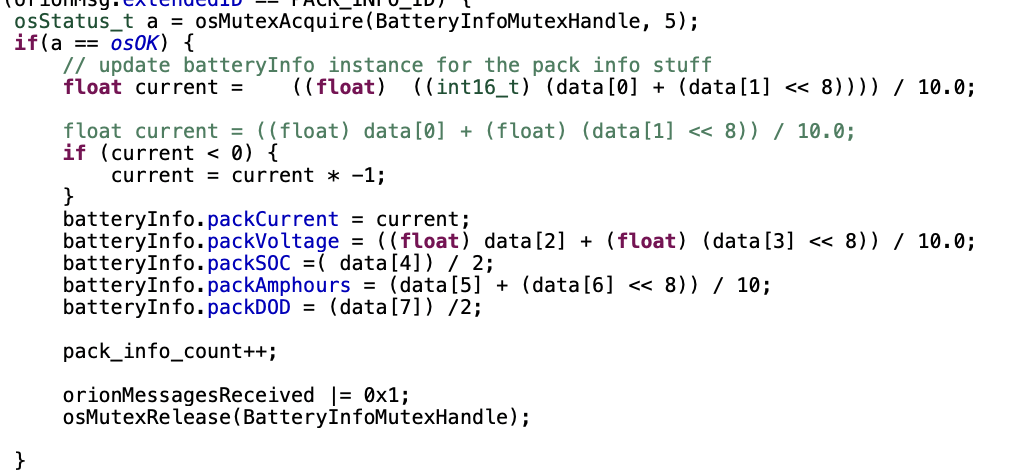 (orionMsg.extendedID == PACK_INFO_ID) {
osStatus_t a = osMutexAcquire(BatteryInfoMutexHandle, 5);
if(a == osOK) {
// update batteryInfo instance for the pack info stuff
float current =    ((float)  ((int16_t) (data[0] + (data[1] << 8)))) / 10.0;
float current = ((float) data[0] + (float) (data[1] << 8)) / 10.0;
if (current < 0) {
current = current * -1;
}
batteryInfo.packCurrent = current;
batteryInfo.packVoltage = ((float) data[2] + (float) (data[3] << 8)) / 10.0;
batteryInfo.packSOC =( data[4]) / 2;
batteryInfo.packAmphours = (data[5] + (data[6] << 8)) / 10;
batteryInfo.packDOD = (data[7]) /2;
pack_info_count++;
orionMessagesReceived |= 0x1;
osMutexRelease(BatteryInfoMutexHandle);
}